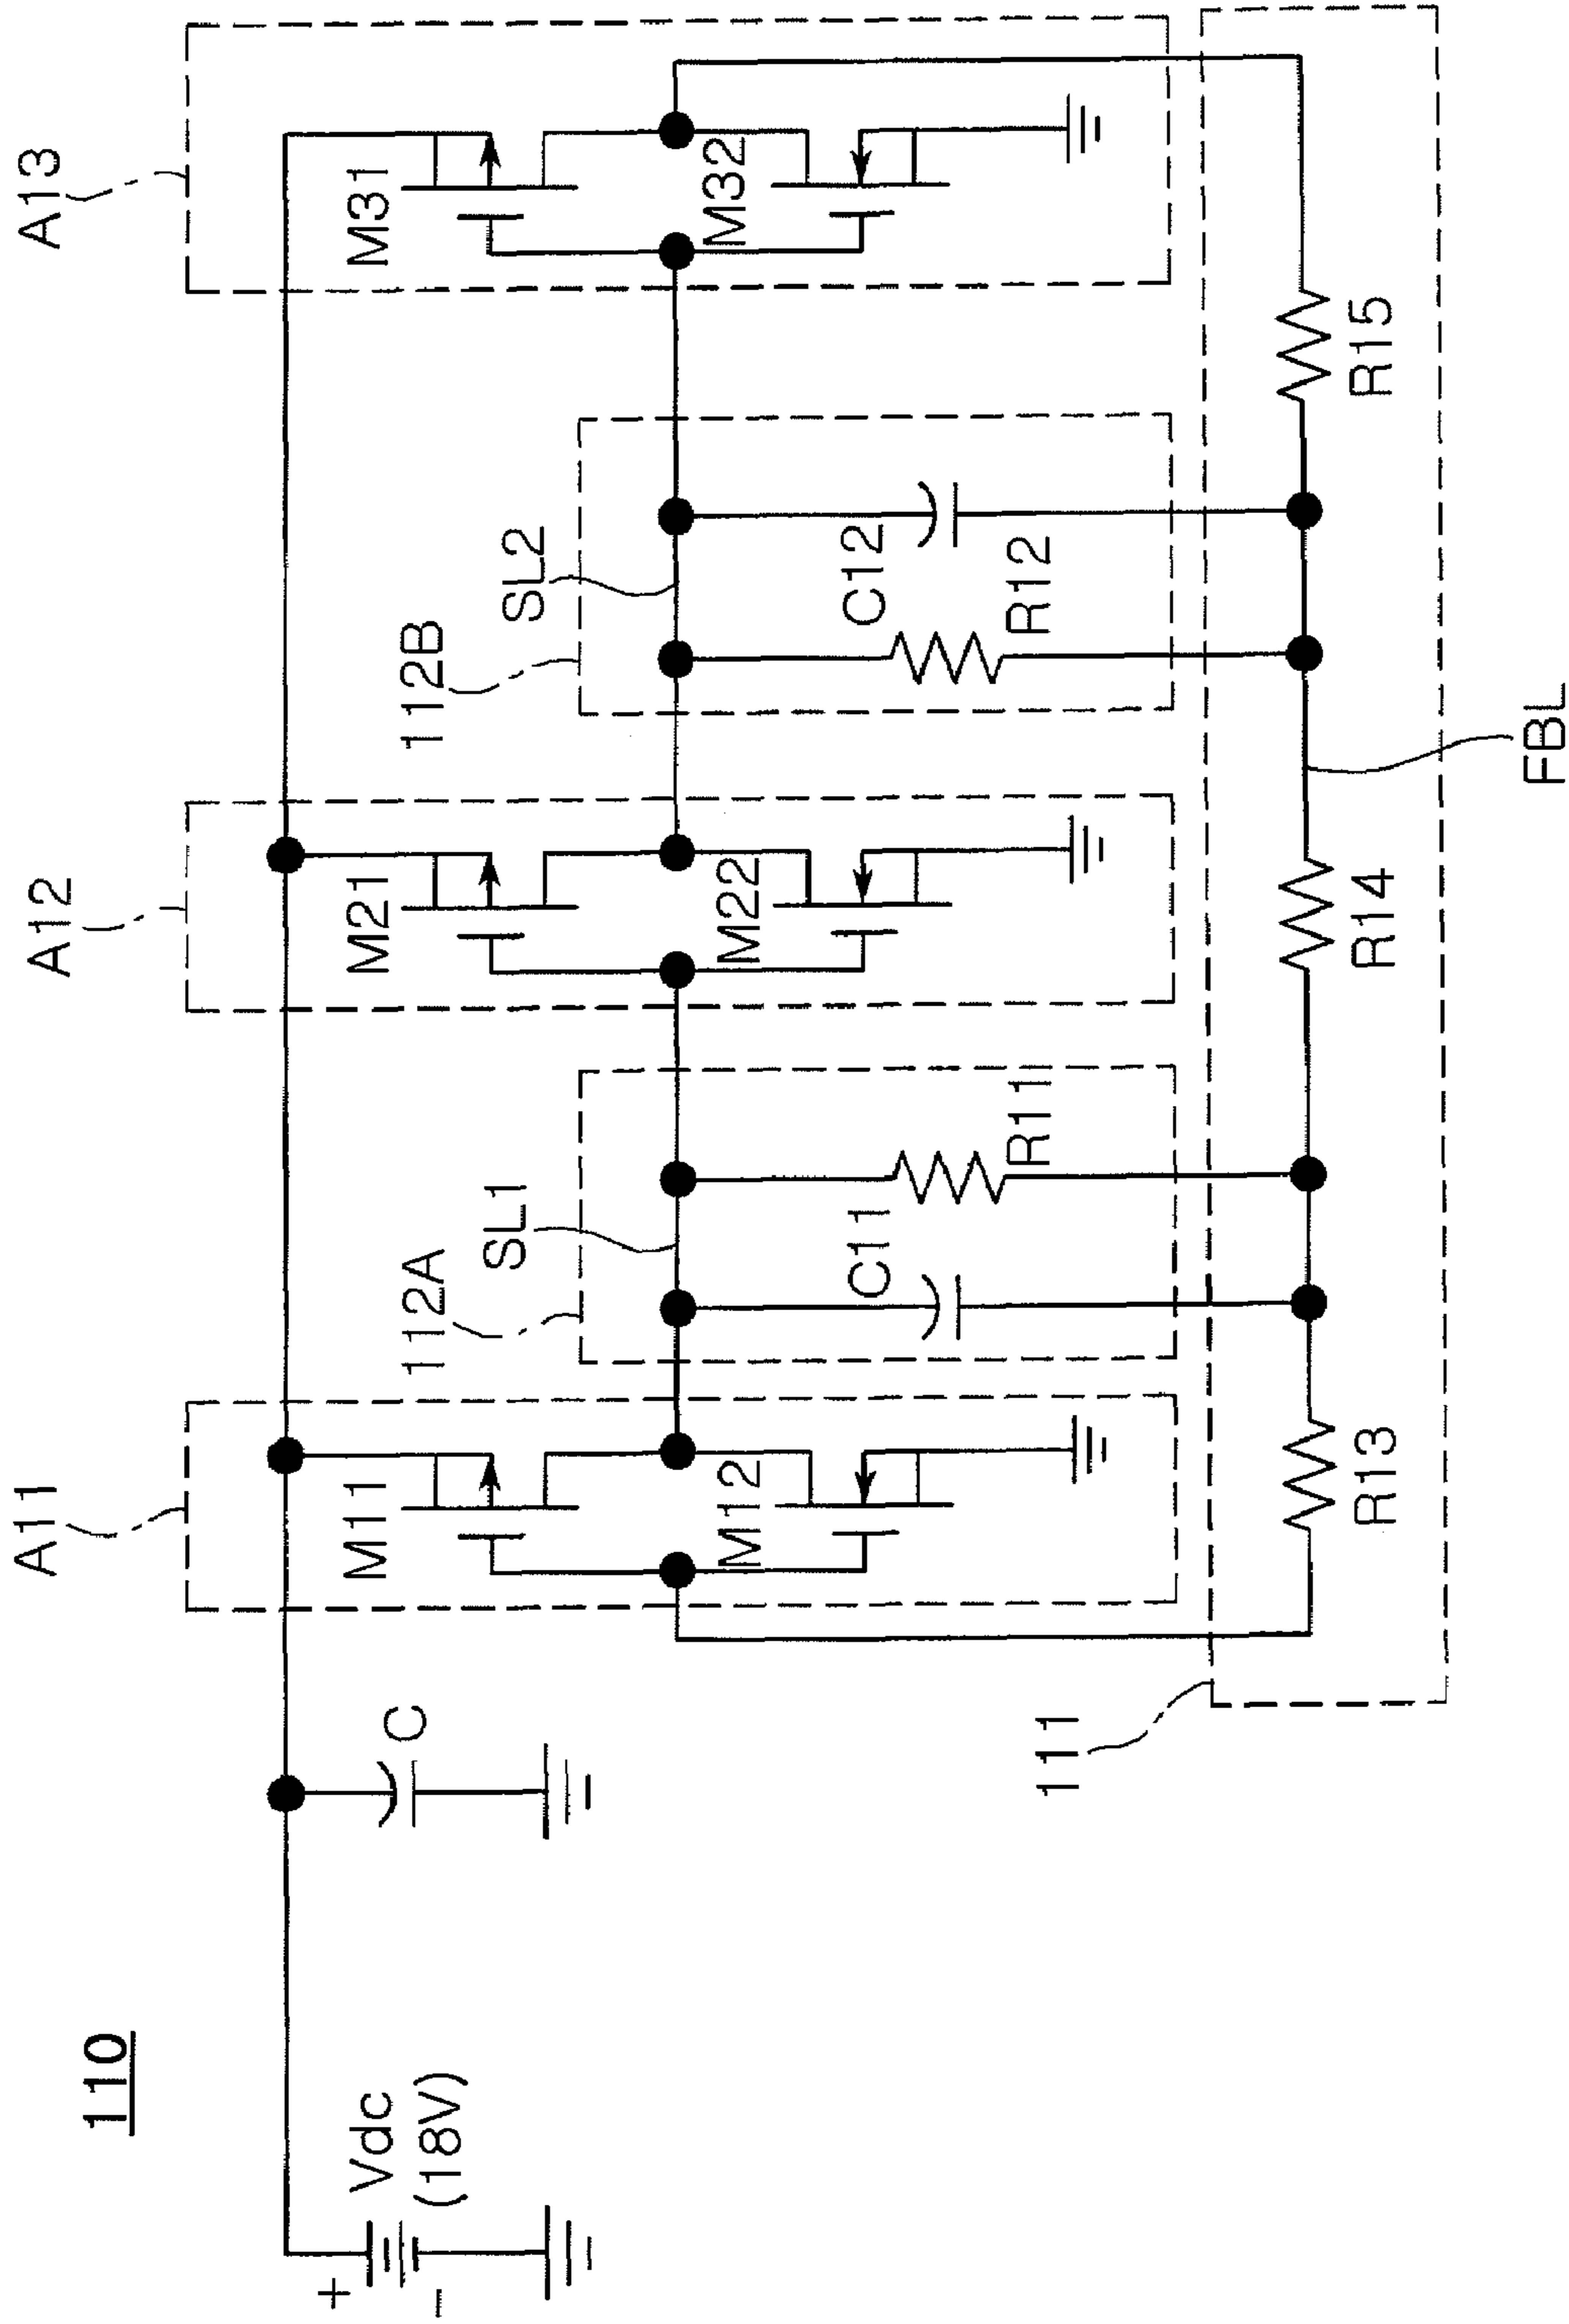 110
A11
A12
A13
Vdc
(18V)
+
−
C
M11
M12
M21
M22
M31
M32
112A
SL1
112B
SL2
C11
R11
C12
R12
111
R13
R14
R15
FBL